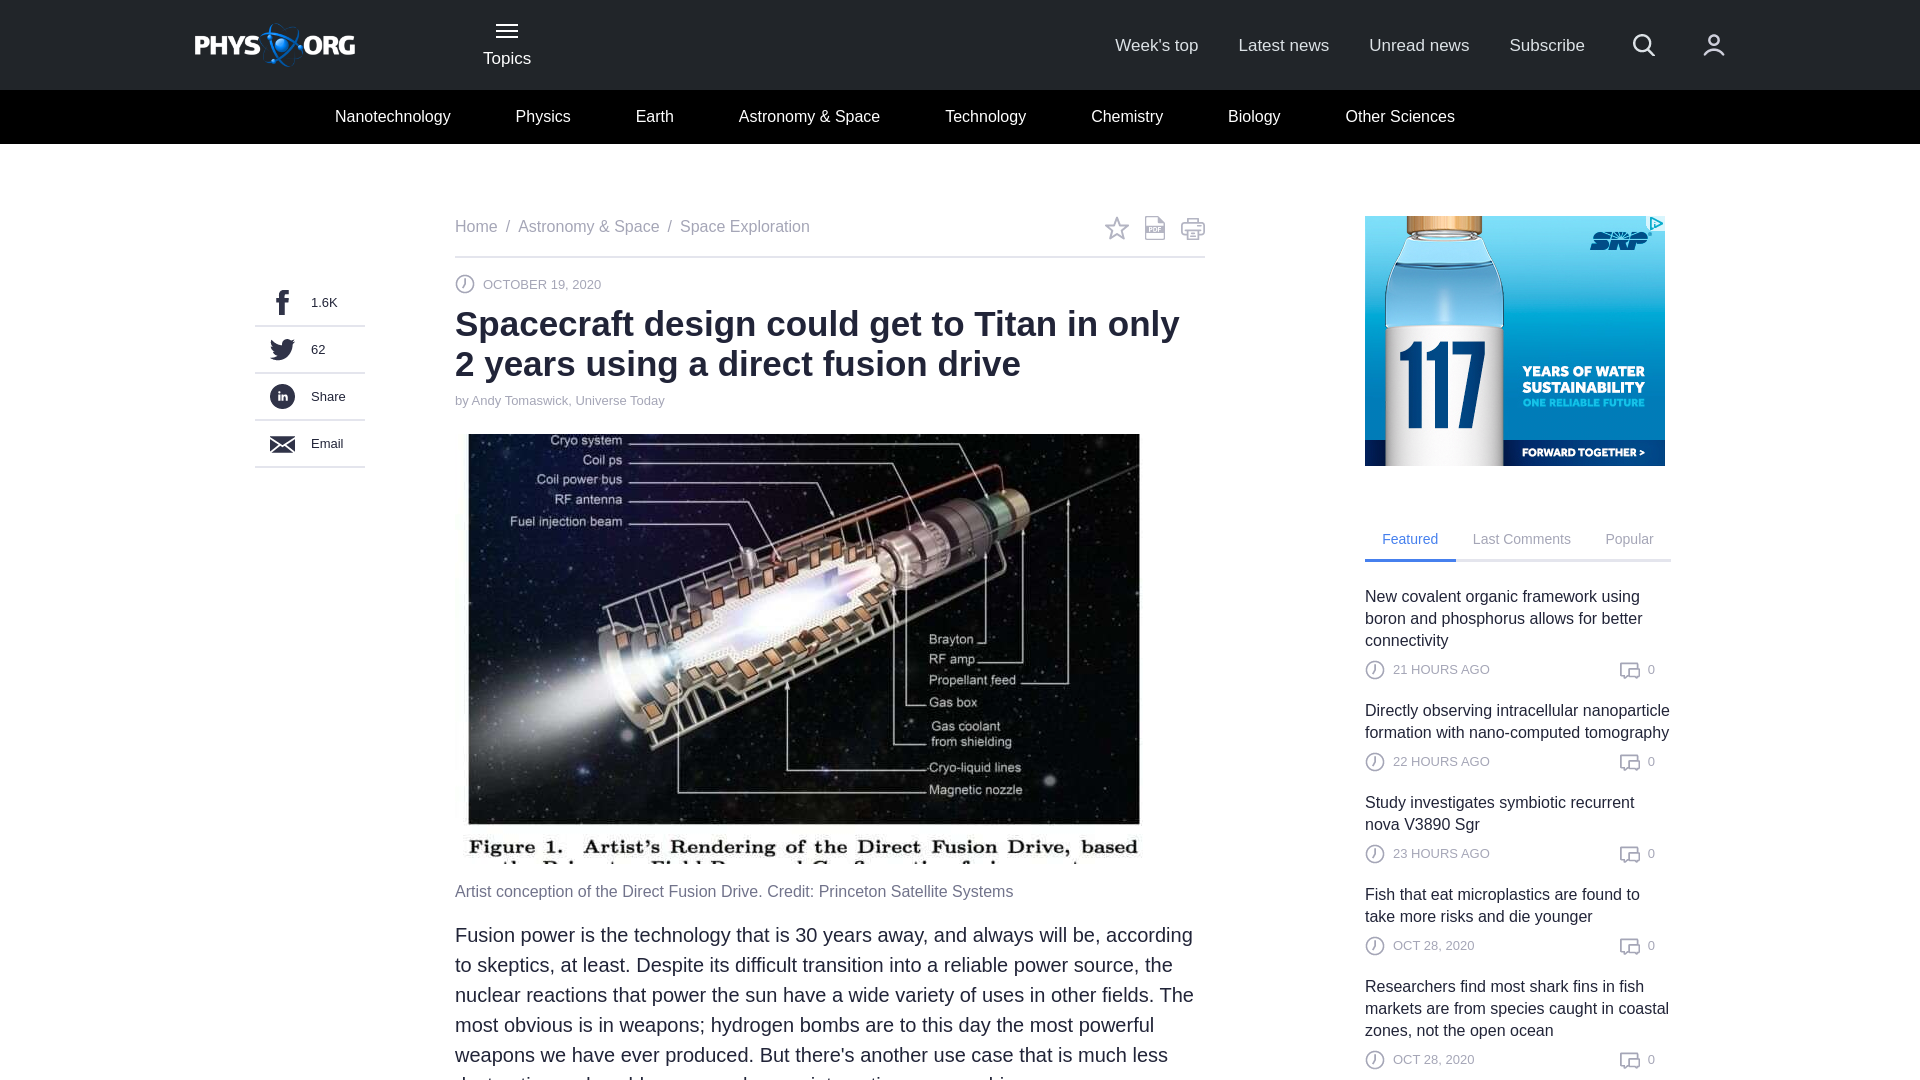 PHYS ORG
Topics
Week's top
Latest news
Unread news
Subscribe
Nanotechnology
Physics
Earth
Astronomy & Space
Technology
Chemistry
Biology
Other Sciences
Home / Astronomy & Space / Space Exploration
PDF
OCTOBER 19, 2020
Spacecraft design could get to Titan in only
2 years using a direct fusion drive
by Andy Tomaswick, Universe Today
1.6K
62
Share
Email
Cryo system
Coil ps
Coil power bus
RF antenna
Fuel injection beam
Brayton
RF amp
Propellant feed
Gas box
Gas coolant
from shielding
Cryo-liquid lines
Magnetic nozzle
Figure 1. Artist's Rendering of the Direct Fusion Drive, based
Artist conception of the Direct Fusion Drive. Credit: Princeton Satellite Systems
Fusion power is the technology that is 30 years away, and always will be, according
to skeptics, at least. Despite its difficult transition into a reliable power source, the
nuclear reactions that power the sun have a wide variety of uses in other fields. The
most obvious is in weapons; hydrogen bombs are to this day the most powerful
weapons we have ever produced. But there's another use case that is much less
SRP
117
YEARS OF WATER
SUSTAINABILITY
ONE RELIABLE FUTURE
FORWARD TOGETHER >
Featured
Last Comments
Popular
New covalent organic framework using
boron and phosphorus allows for better
connectivity
21 HOURS AGO
0
Directly observing intracellular nanoparticle
formation with nano-computed tomography
22 HOURS AGO
0
Study investigates symbiotic recurrent
nova V3890 Sgr
23 HOURS AGO
0
Fish that eat microplastics are found to
take more risks and die younger
OCT 28, 2020
0
Researchers find most shark fins in fish
markets are from species caught in coastal
zones, not the open ocean
OCT 28, 2020
0